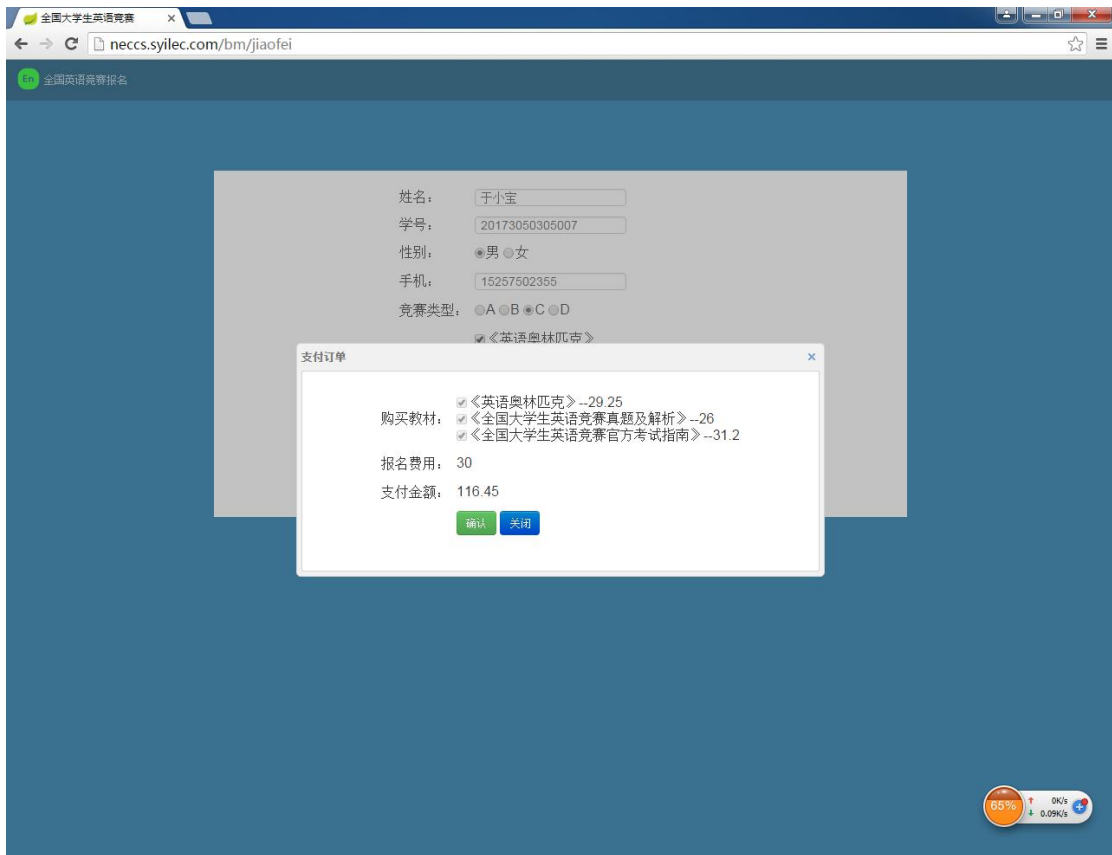 全国大学生英语竞赛
neccs.syilec.com/bm/jiaofei
En 全国英语竞赛报名
姓名： 于小宝
学号： 20173050305007
性别： 男 女
手机： 15257502355
竞赛类型： A B C D
《英语奥林匹克》
支付订单
《英语奥林匹克》--29.25
购买教材： 《全国大学生英语竞赛真题及解析》--26
《全国大学生英语竞赛官方考试指南》--31.2
报名费用： 30
支付金额： 116.45
确认 关闭
65% 0K/s
0.09K/s